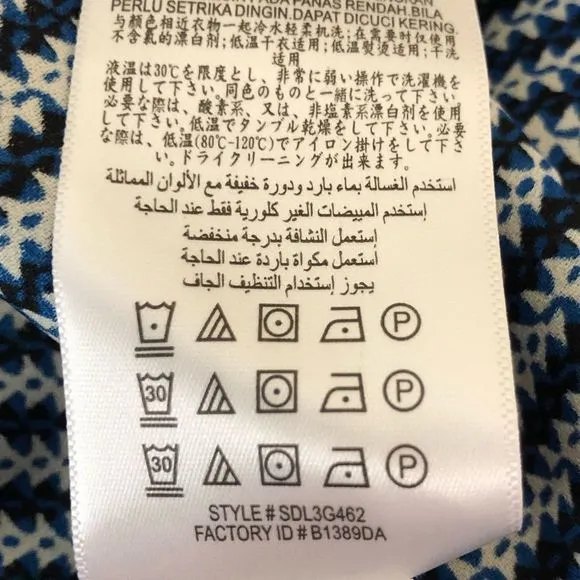 PERLU SETRIKA DINGIN.DAPAT DICUCI KERING.
与颜色相近衣物一起冷水轻柔机洗;在需要时仅使用
不含氯的漂白剂;低温干衣适用;低温熨烫适用;干洗
适用
液温は30℃を限度とし、非常に弱い操作で洗濯機を
使用して下さい。同色のものと一緒に洗って下さい
必要な際は、酸素系、又は、非塩素系漂白剤を使用
して下さい。低温でタンブル乾燥をして下さい。必要
な際は、低温(80℃-120℃)でアイロン掛けをして下さ
い。ドライクリーニングが出来ます。
استخدم الغسالة بماء بارد ودورة خفيفة مع الألوان المماثلة
إستخدم المبيضات الغير كلورية فقط عند الحاجة
إستعمل النشافة بدرجة منخفضة
إستعمل مكواة باردة عند الحاجة
يجوز إستخدام التنظيف الجاف
P
30 P
30 P
STYLE # SDL3G462
FACTORY ID # B1389DA